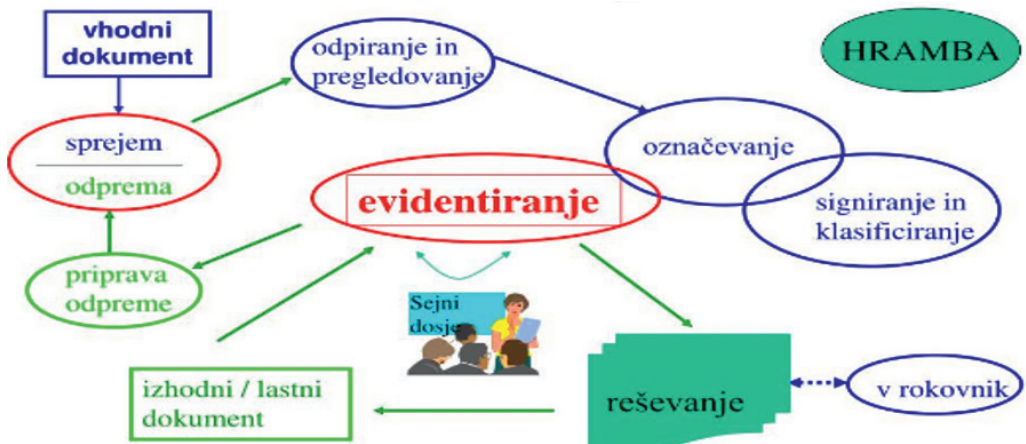 vhodni
dokument
odpiranje in
pregledovanje
HRAMBA
sprejem
odprema
označevanje
evidentiranje
signiranje in
klasificiranje
priprava
odpreme
Sejni
dosje
izhodni / lastni
dokument
reševanje
v rokovnik